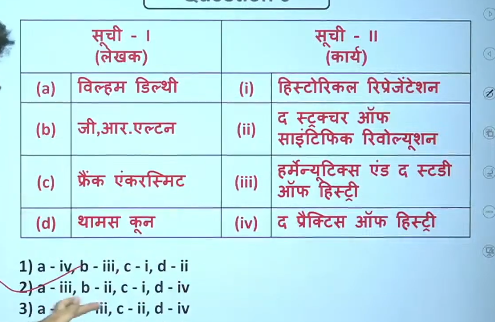 सूची - I
(लेखक)
सूची - II
(कार्य)
(a) विल्हम डिल्थी (i) हिस्टोरिकल रिप्रेजेंटेशन
(b) जी,आर.एल्टन (ii) द स्ट्रक्चर ऑफ
साइंटिफिक रिवोल्यूशन
(c) फ्रैंक एंकरस्मिट (iii) हर्मेन्यूटिक्स एंड द स्टडी
ऑफ हिस्ट्री
(d) थामस कून (iv) द प्रैक्टिस ऑफ हिस्ट्री
1) a - iv, b - iii, c - i, d - ii
2) a - iii, b - ii, c - i, d - iv
3) a - iii, c - ii, d - iv